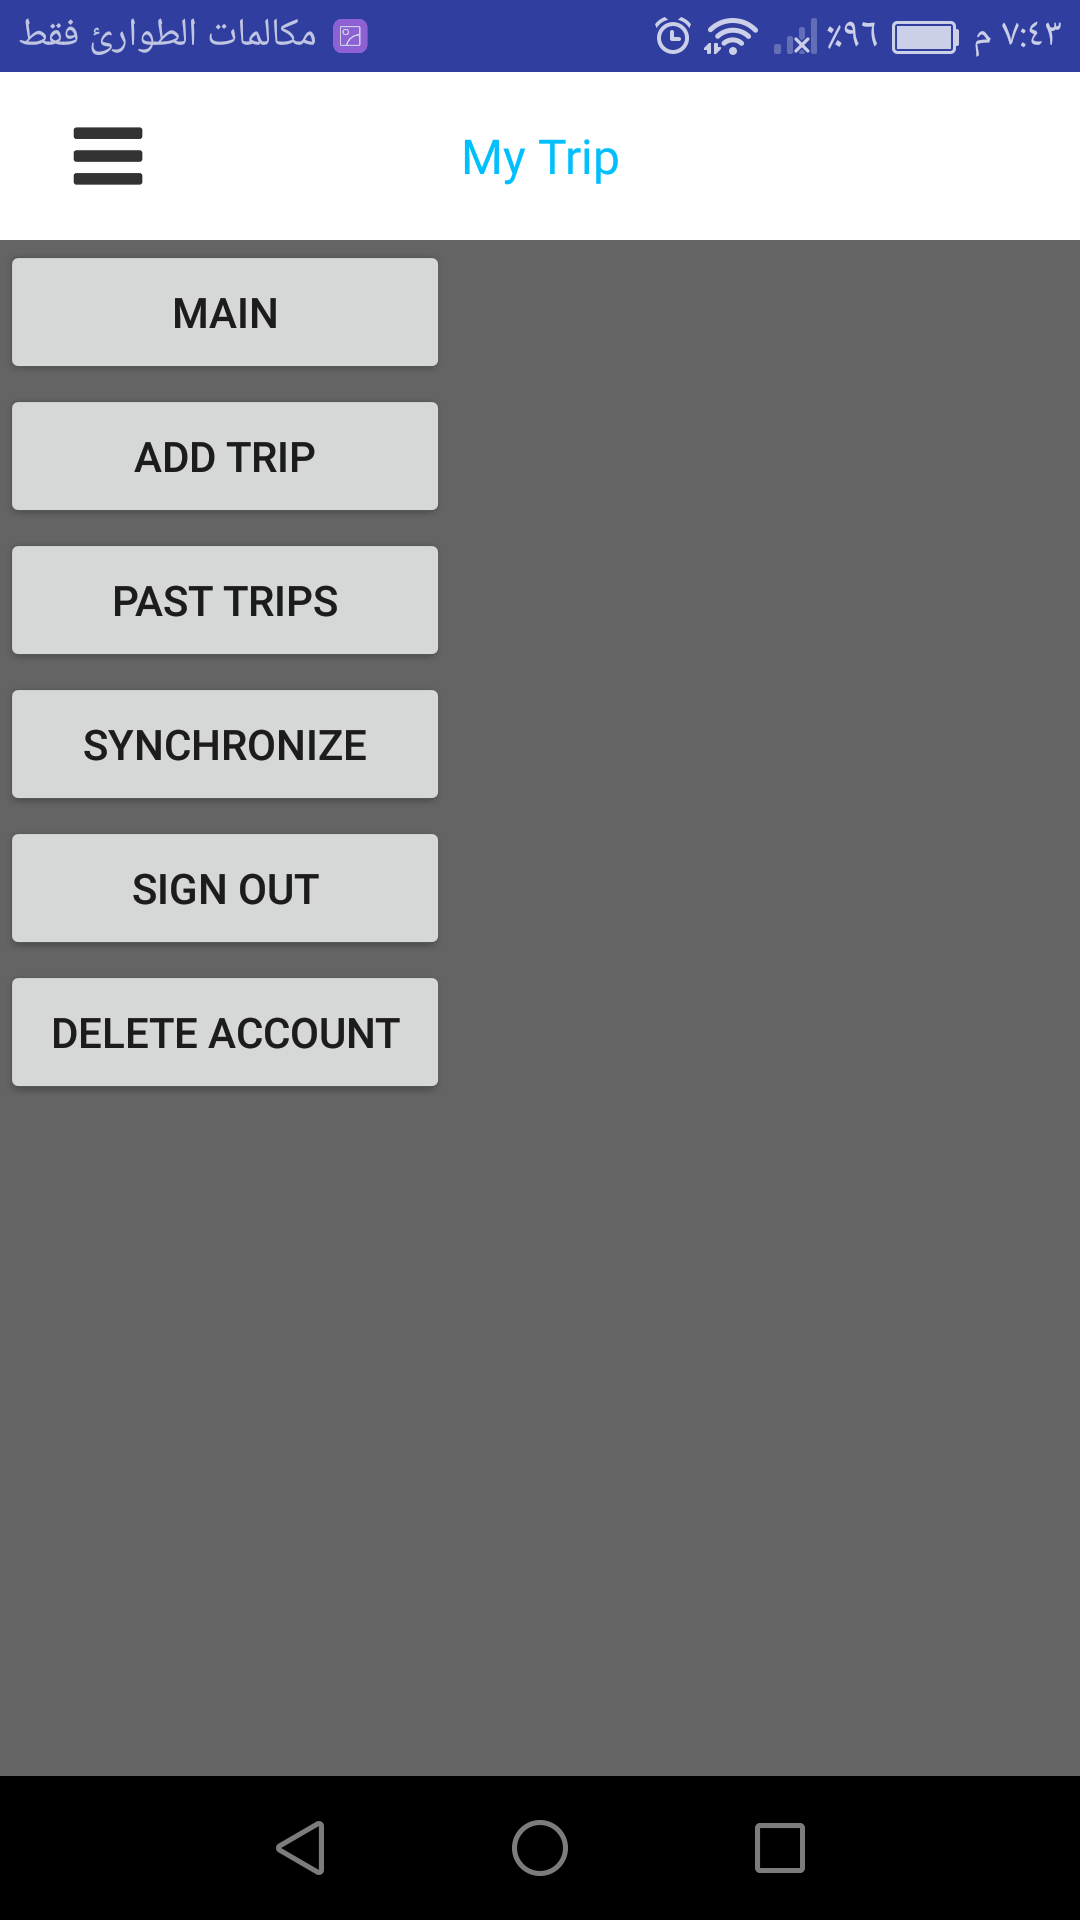 مكالمات الطوارئ فقط ٪٩٦ ٧:٤٣ م
My Trip
MAIN
ADD TRIP
PAST TRIPS
SYNCHRONIZE
SIGN OUT
DELETE ACCOUNT